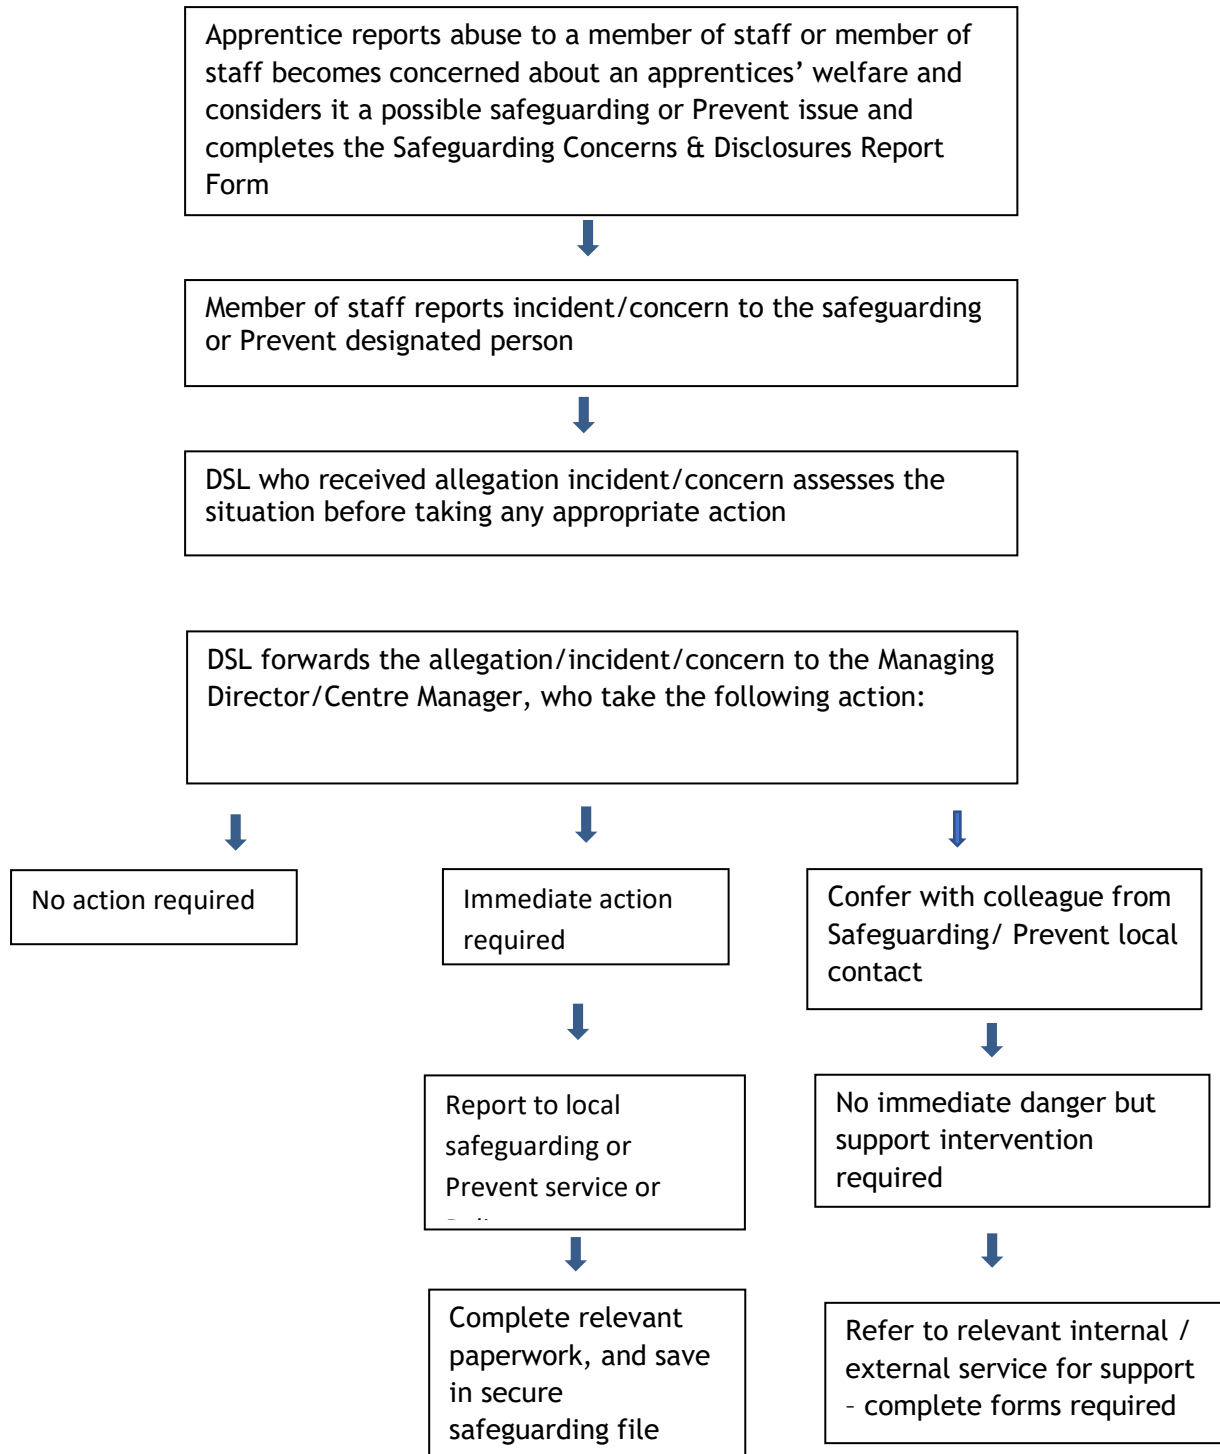 Apprentice reports abuse to a member of staff or member of
staff becomes concerned about an apprentices’ welfare and
considers it a possible safeguarding or Prevent issue and
completes the Safeguarding Concerns & Disclosures Report
Form
Member of staff reports incident/concern to the safeguarding
or Prevent designated person
DSL who received allegation incident/concern assesses the
situation before taking any appropriate action
DSL forwards the allegation/incident/concern to the Managing
Director/Centre Manager, who take the following action:
No action required
Immediate action
required
Confer with colleague from
Safeguarding/ Prevent local
contact
Report to local
safeguarding or
Prevent service or
No immediate danger but
support intervention
required
Complete relevant
paperwork, and save
in secure
safeguarding file
Refer to relevant internal /
external service for support
– complete forms required